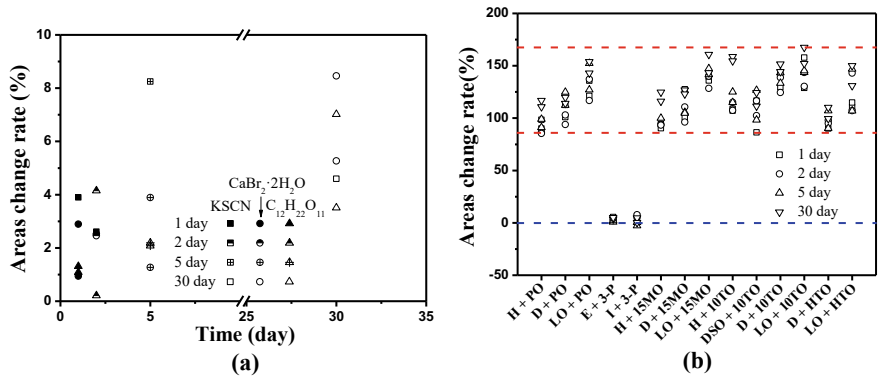 Areas change rate (%)
10
8
6
4
2
0
CaBr₂·2H₂O
KSCN
C₁₂H₂₂O₁₁
1 day
2 day
5 day
30 day
0
5
25
30
35
Time (day)
(a)
Areas change rate(%)
200
150
100
50
0
-50
1 day
2 day
5 day
30 day
H + PO
D + PO
LO + PO
E + 3-P
I + 3-P
H + 15MO
D + 15MO
LO + 15MO
H + 10TO
DSO + 10TO
D + 10TO
LO + 10TO
D + HTO
LO + HTO
(b)